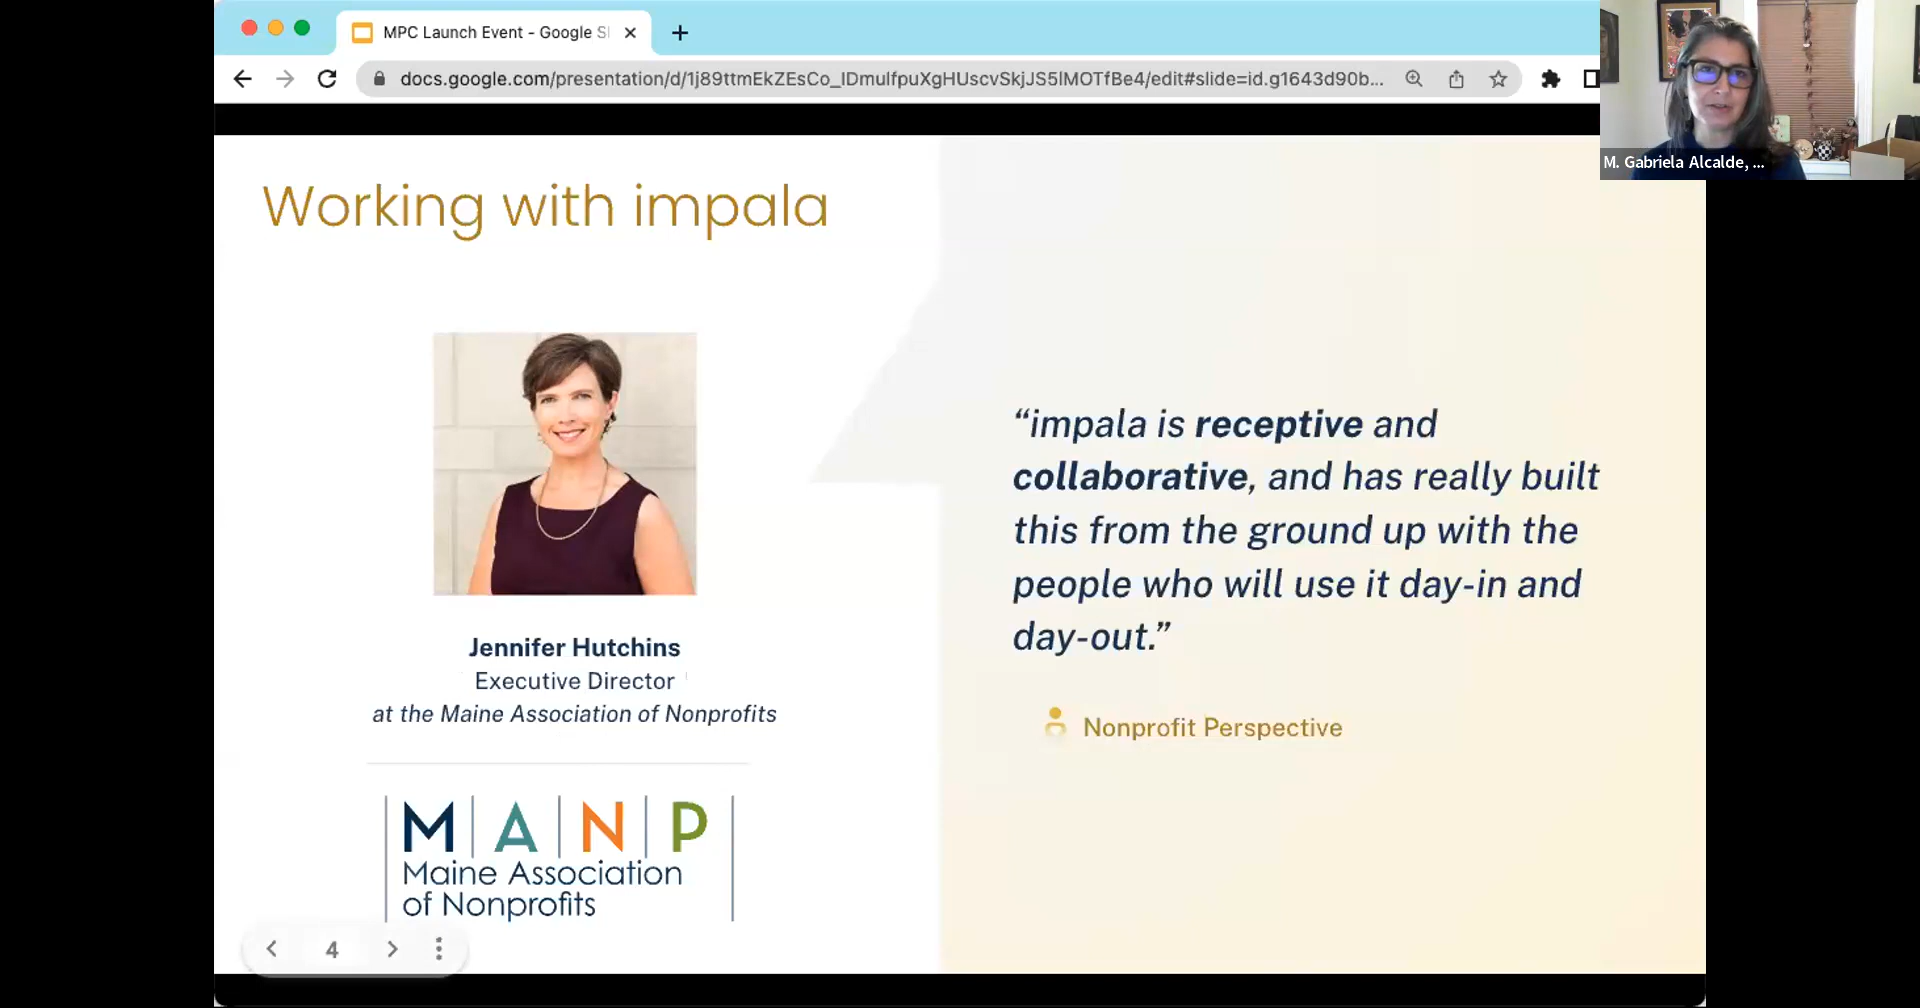 MPC Launch Event - Google Sl
docs.google.com/presentation/d/1j89ttmEkZEsCo_IDmulfpuXgHUscvSkjJS5lMOTfBe4/edit#slide=id.g1643d90b...
M. Gabriela Alcalde, ...
Working with impala
“impala is receptive and
collaborative, and has really built
this from the ground up with the
people who will use it day-in and
day-out.”
Nonprofit Perspective
Jennifer Hutchins
Executive Director
at the Maine Association of Nonprofits
M A N P
Maine Association
of Nonprofits
4